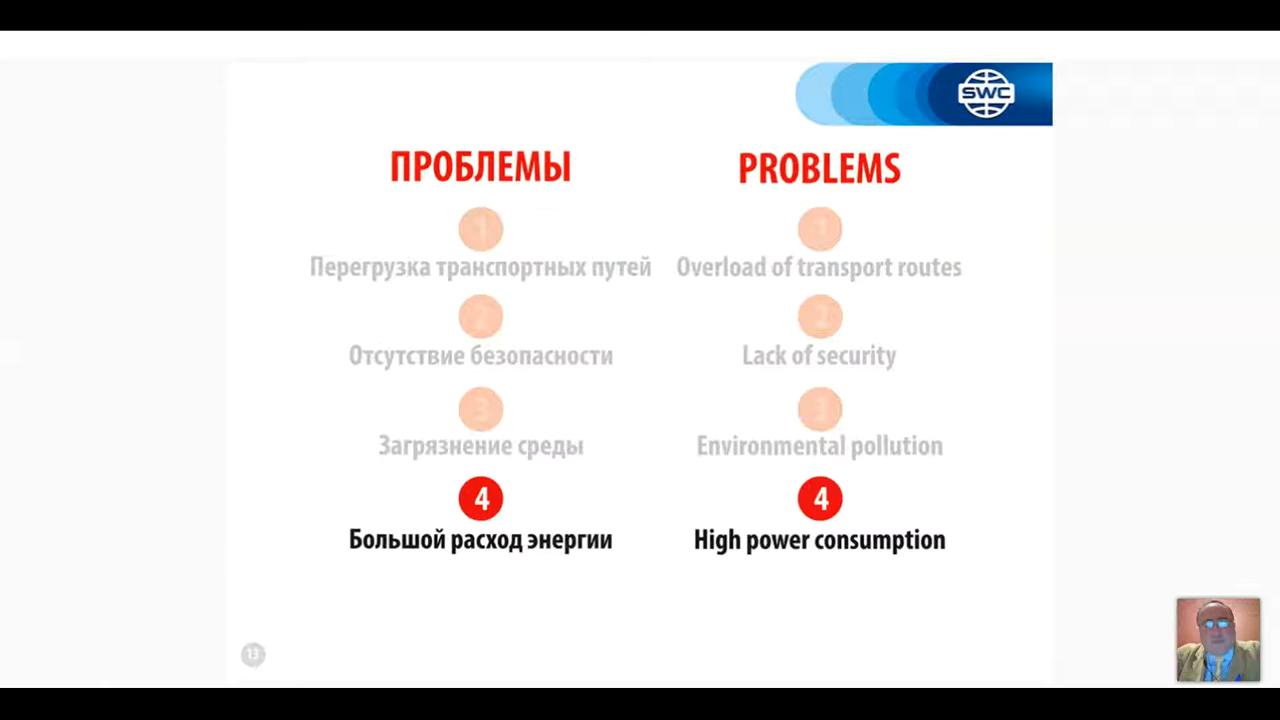 SWC
ПРОБЛЕМЫ
1
Перегрузка транспортных путей
2
Отсутствие безопасности
3
Загрязнение среды
4
Большой расход энергии
PROBLEMS
1
Overload of transport routes
2
Lack of security
3
Environmental pollution
4
High power consumption
13